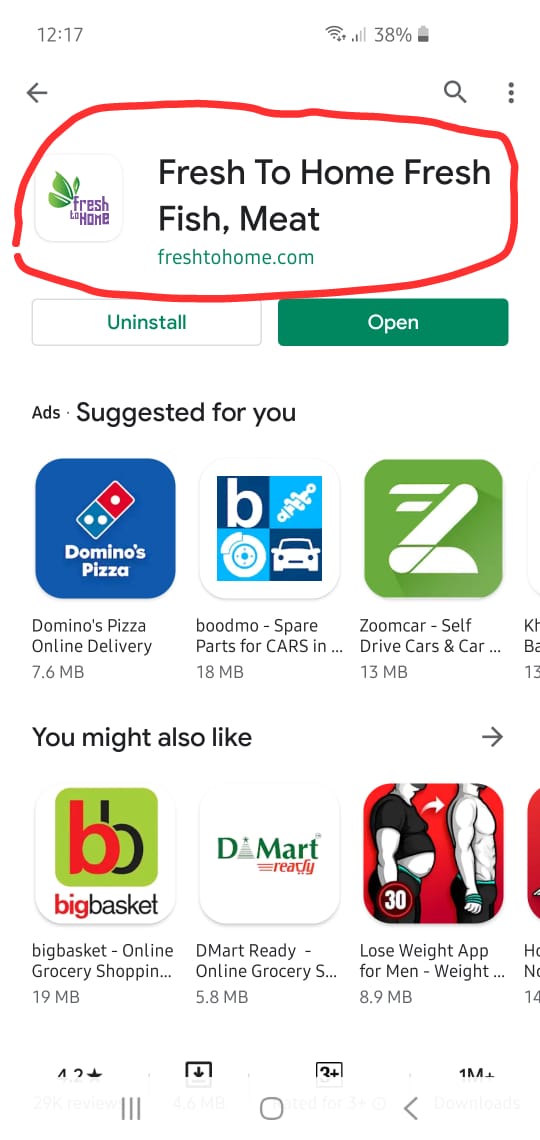 12:17
38%
fresh
to Home
Fresh To Home Fresh
Fish, Meat
freshtohome.com
Uninstall
Open
Ads · Suggested for you
Domino's
Pizza
b
Z
Domino's Pizza
Online Delivery
7.6 MB
boodmo - Spare
Parts for CARS in ...
18 MB
Zoomcar - Self
Drive Cars & Car ...
13 MB
Kh
Ba
13
You might also like
bb
bigbasket
D Mart
ready
30
bigbasket - Online
Grocery Shoppin...
19 MB
DMart Ready -
Online Grocery S...
5.8 MB
Lose Weight App
for Men - Weight ...
8.9 MB
Ho
No
14
4.2★
3+
1M+
29K reviews
4.6 MB
Rated for 3+
Downloads